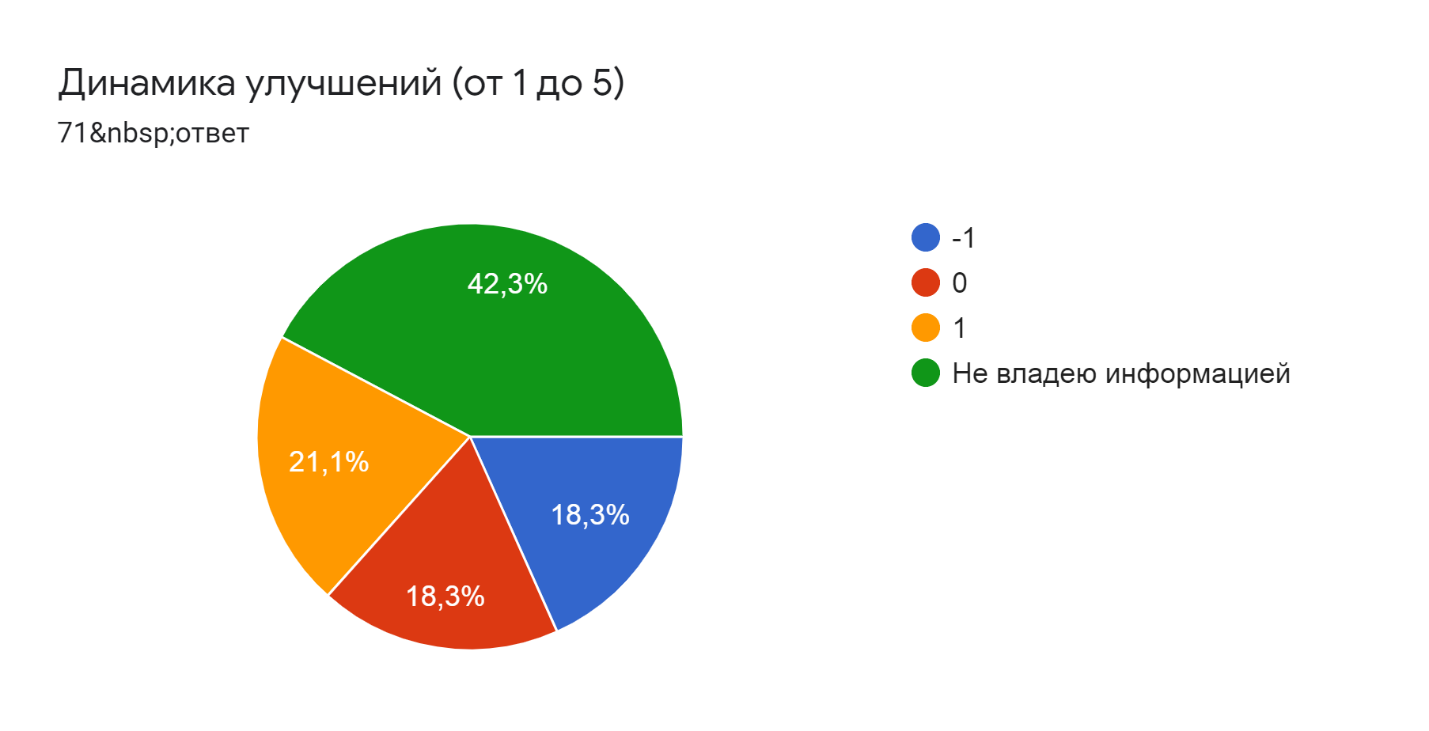 Динамика улучшений (от 1 до 5)
71&nbsp;ответ
42,3%
21,1%
18,3%
18,3%
-1
0
1
Не владею информацией